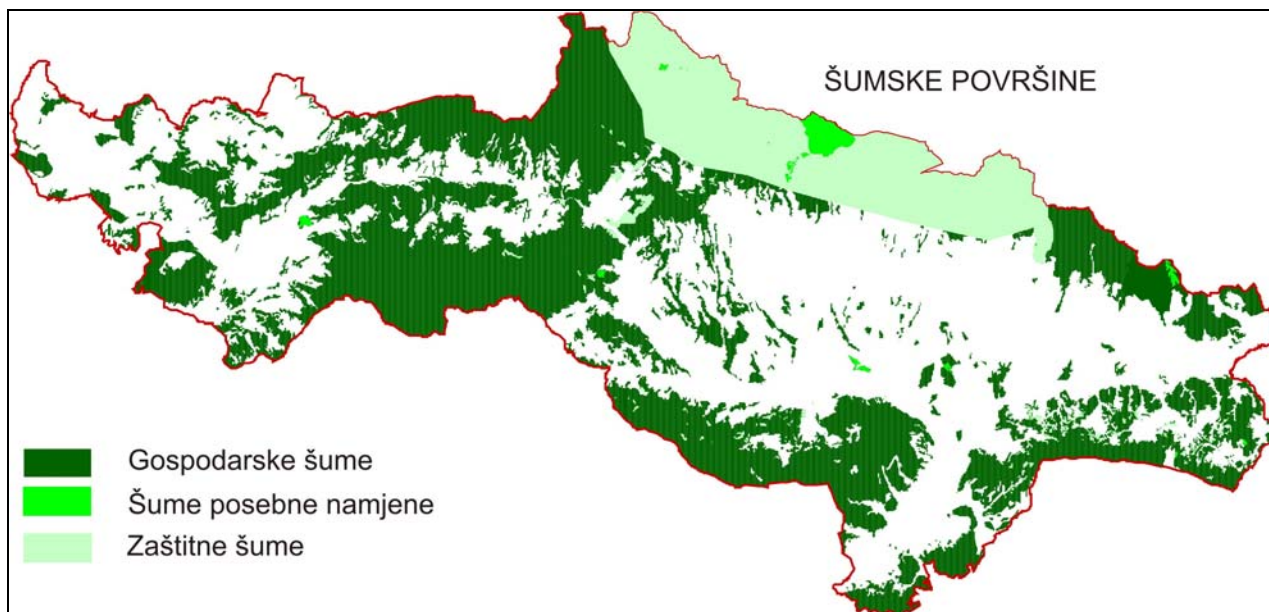 ŠUMSKE POVRŠINE
Gospodarske šume
Šume posebne namjene
Zaštitne šume